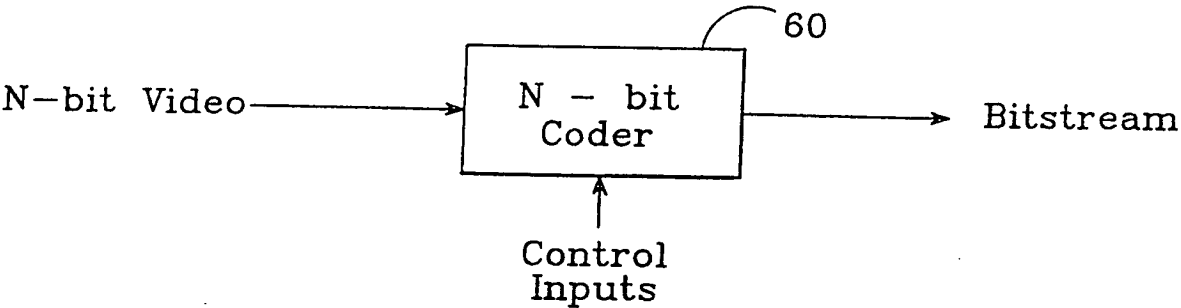 60
N-bit Video
N - bit
Coder
Bitstream
Control
Inputs